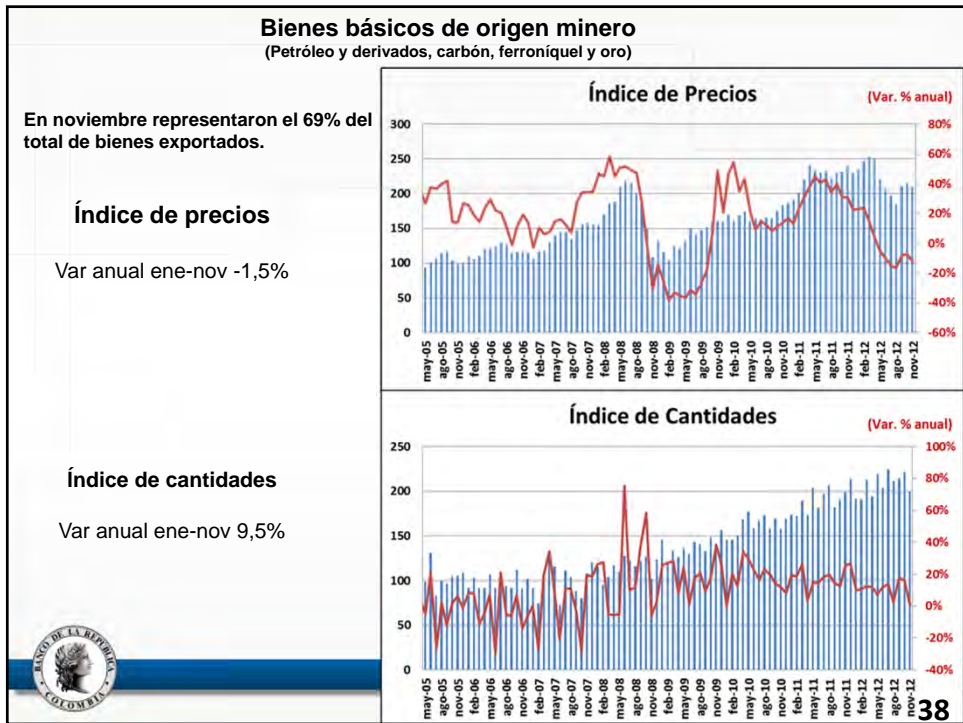 Bienes básicos de origen minero
(Petróleo y derivados, carbón, ferroníquel y oro)
En noviembre representaron el 69% del
total de bienes exportados.
Índice de precios
Var anual ene-nov -1,5%
Índice de Precios
(Var. % anual)
300
250
200
150
100
50
0
80%
60%
40%
20%
0%
-20%
-40%
-60%
may-05
ago-05
nov-05
feb-06
may-06
ago-06
nov-06
feb-07
may-07
ago-07
nov-07
feb-08
may-08
ago-08
nov-08
feb-09
may-09
ago-09
nov-09
feb-10
may-10
ago-10
nov-10
feb-11
may-11
ago-11
nov-11
feb-12
may-12
ago-12
nov-12
Índice de cantidades
Var anual ene-nov 9,5%
Índice de Cantidades
(Var. % anual)
250
200
150
100
50
0
100%
80%
60%
40%
20%
0%
-20%
-40%
may-05
ago-05
nov-05
feb-06
may-06
ago-06
nov-06
feb-07
may-07
ago-07
nov-07
feb-08
may-08
ago-08
nov-08
feb-09
may-09
ago-09
nov-09
feb-10
may-10
ago-10
nov-10
feb-11
may-11
ago-11
nov-11
feb-12
may-12
ago-12
nov-12
BANCO DE LA REPUBLICA
COLOMBIA
38